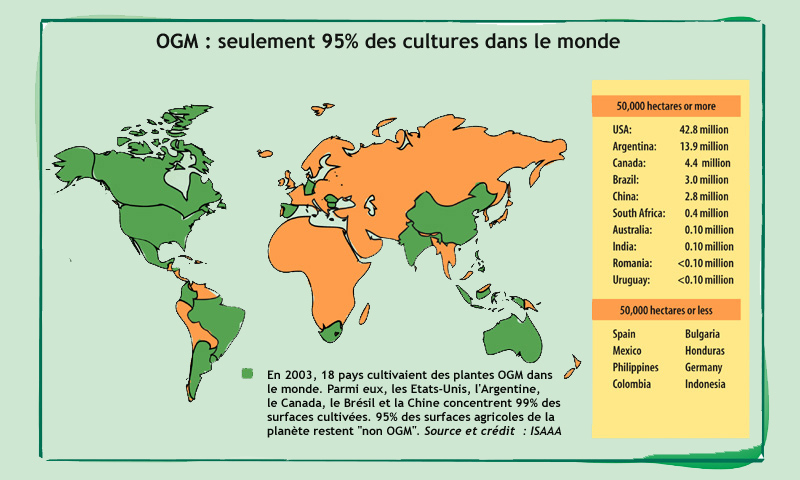 OGM : seulement 95% des cultures dans le monde
50,000 hectares or more
USA: 42.8 million
Argentina: 13.9 million
Canada: 4.4 million
Brazil: 3.0 million
China: 2.8 million
South Africa: 0.4 million
Australia: 0.10 million
India: 0.10 million
Romania: <0.10 million
Uruguay: <0.10 million
50,000 hectares or less
Spain Bulgaria
Mexico Honduras
Philippines Germany
Colombia Indonesia
En 2003, 18 pays cultivaient des plantes OGM dans
le monde. Parmi eux, les Etats-Unis, l'Argentine,
le Canada, le Brésil et la Chine concentrent 99% des
surfaces cultivées. 95% des surfaces agricoles de la
planète restent "non OGM". Source et crédit : ISAAA